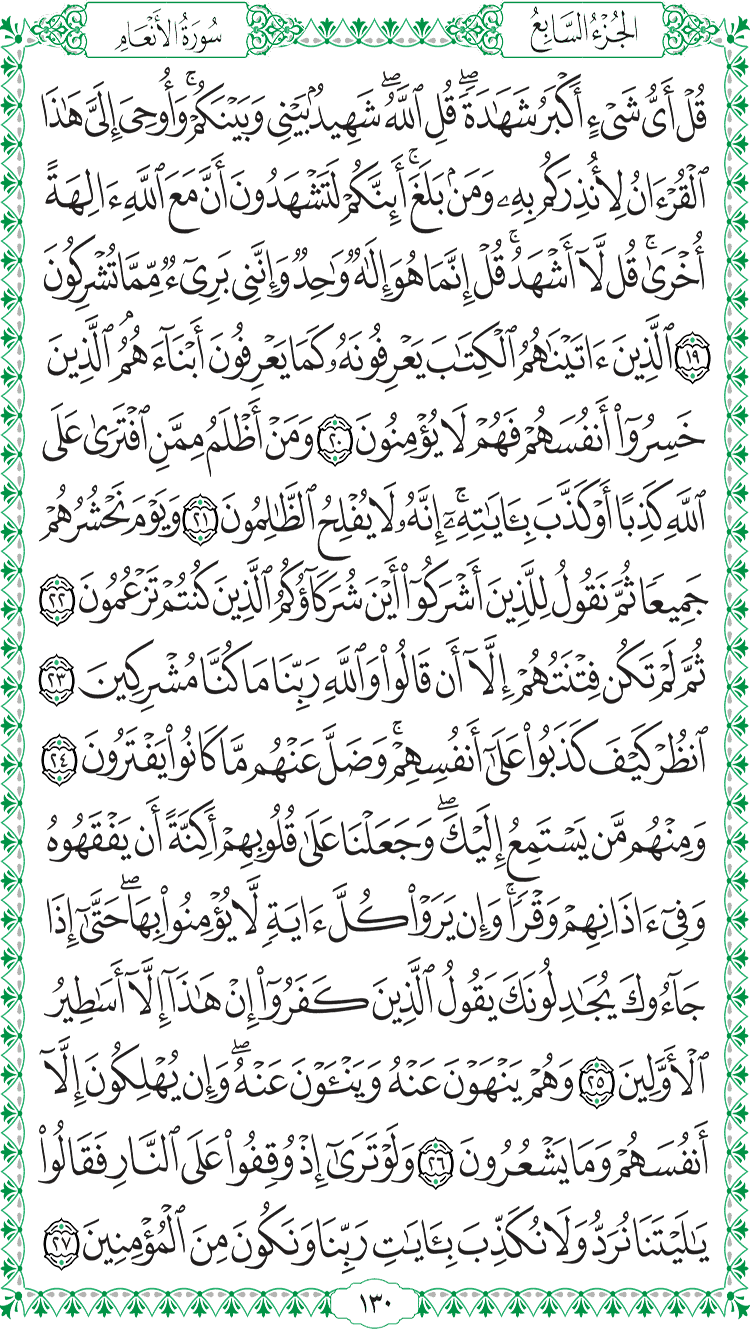 الجُزْءُ السَّابِعُ
سُورَةُ الأَنْعَامِ
قُلْ أَىُّ شَىْءٍ أَكْبَرُ شَهَٰدَةًۖ قُلِ ٱللَّهُۖ شَهِيدُۢ بَيْنِى وَبَيْنَكُمْۚ وَأُوحِىَ إِلَىَّ هَٰذَا
ٱلْقُرْءَانُ لِأُنذِرَكُم بِهِۦ وَمَنۢ بَلَغَۚ أَئِنَّكُمْ لَتَشْهَدُونَ أَنَّ مَعَ ٱللَّهِ ءَالِهَةً
أُخْرَىٰۚ قُل لَّآ أَشْهَدُۚ قُلْ إِنَّمَا هُوَ إِلَٰهٌ وَٰحِدٌ وَإِنَّنِى بَرِىٓءٌ مِّمَّا تُشْرِكُونَ
١٩ ٱلَّذِينَ ءَاتَيْنَٰهُمُ ٱلْكِتَٰبَ يَعْرِفُونَهُۥ كَمَا يَعْرِفُونَ أَبْنَآءَهُمُۘ ٱلَّذِينَ
خَسِرُوٓا۟ أَنفُسَهُمْ فَهُمْ لَا يُؤْمِنُونَ ٢٠ وَمَنْ أَظْلَمُ مِمَّنِ ٱفْتَرَىٰ عَلَى
ٱللَّهِ كَذِبًا أَوْ كَذَّبَ بِـَٔايَٰتِهِۦٓۚ إِنَّهُۥ لَا يُفْلِحُ ٱلظَّٰلِمُونَ ٢١ وَيَوْمَ نَحْشُرُهُمْ
جَمِيعًا ثُمَّ نَقُولُ لِلَّذِينَ أَشْرَكُوٓا۟ أَيْنَ شُرَكَآؤُكُمُ ٱلَّذِينَ كُنتُمْ تَزْعُمُونَ ٢٢
ثُمَّ لَمْ تَكُن فِتْنَتُهُمْ إِلَّآ أَن قَالُوا۟ وَٱللَّهِ رَبِّنَا مَا كُنَّا مُشْرِكِينَ ٢٣
ٱنظُرْ كَيْفَ كَذَبُوا۟ عَلَىٰٓ أَنفُسِهِمْۚ وَضَلَّ عَنْهُم مَّا كَانُوا۟ يَفْتَرُونَ ٢٤
وَمِنْهُم مَّن يَسْتَمِعُ إِلَيْكَۖ وَجَعَلْنَا عَلَىٰ قُلُوبِهِمْ أَكِنَّةً أَن يَفْقَهُوهُ
وَفِىٓ ءَاذَانِهِمْ وَقْرًاۚ وَإِن يَرَوْا۟ كُلَّ ءَايَةٍ لَّا يُؤْمِنُوا۟ بِهَاۖ حَتَّىٰٓ إِذَا
جَآءُوكَ يُجَٰدِلُونَكَ يَقُولُ ٱلَّذِينَ كَفَرُوٓا۟ إِنْ هَٰذَآ إِلَّآ أَسَٰطِيرُ
ٱلْأَوَّلِينَ ٢٥ وَهُمْ يَنْهَوْنَ عَنْهُ وَيَنْـَٔوْنَ عَنْهُۖ وَإِن يُهْلِكُونَ إِلَّآ
أَنفُسَهُمْ وَمَا يَشْعُرُونَ ٢٦ وَلَوْ تَرَىٰٓ إِذْ وُقِفُوا۟ عَلَى ٱلنَّارِ فَقَالُوا۟
يَٰلَيْتَنَا نُرَدُّ وَلَا نُكَذِّبَ بِـَٔايَٰتِ رَبِّنَا وَنَكُونَ مِنَ ٱلْمُؤْمِنِينَ ٢٧
١٣٠